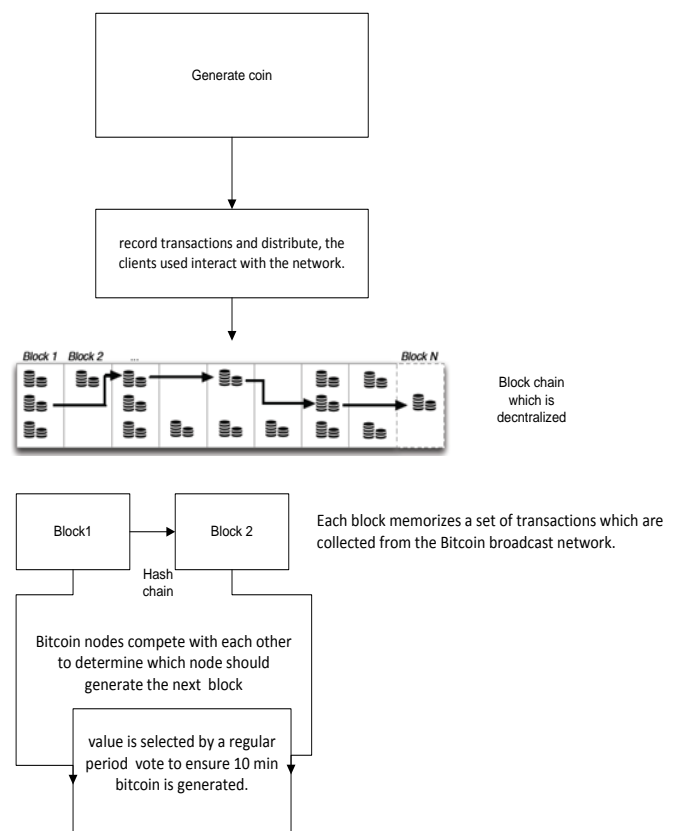 Generate coin
record transactions and distribute, the
clients used interact with the network.
Block 1 Block 2 ... Block N
Block chain
which is
decntralized
Block1
Block 2
Each block memorizes a set of transactions which are
collected from the Bitcoin broadcast network.
Hash
chain
Bitcoin nodes compete with each other
to determine which node should
generate the next block
value is selected by a regular
period vote to ensure 10 min
bitcoin is generated.